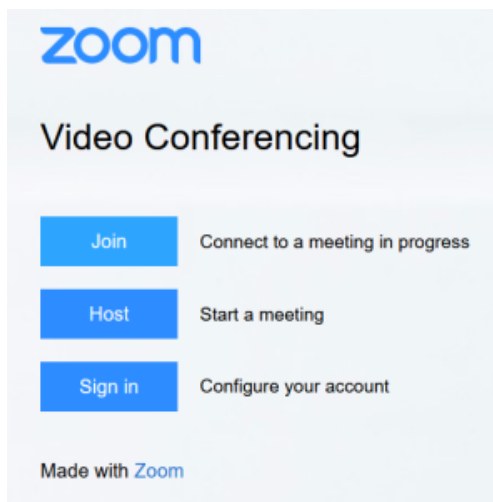 zoom
Video Conferencing
Join Connect to a meeting in progress
Host Start a meeting
Sign in Configure your account
Made with Zoom